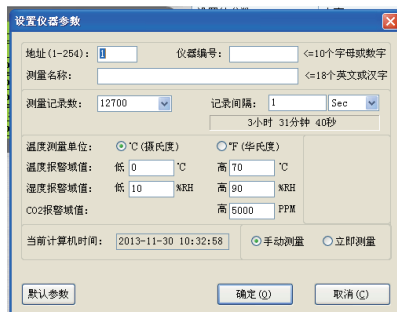 设置仪器参数
地址(1-254): 1 仪器编号: <=10个字母或数字
测量名称: <=18个英文或汉字
测量记录数: 12700 记录间隔: 1 Sec
3小时 31分钟 40秒
温度测量单位: ℃(摄氏度) ℉(华氏度)
温度报警域值: 低 0 ℃ 高 70 ℃
湿度报警域值: 低 10 %RH 高 90 %RH
CO2报警域值: 高 5000 PPM
当前计算机时间: 2013-11-30 10:32:58 手动测量 立即测量
默认参数 确定(O) 取消(C)